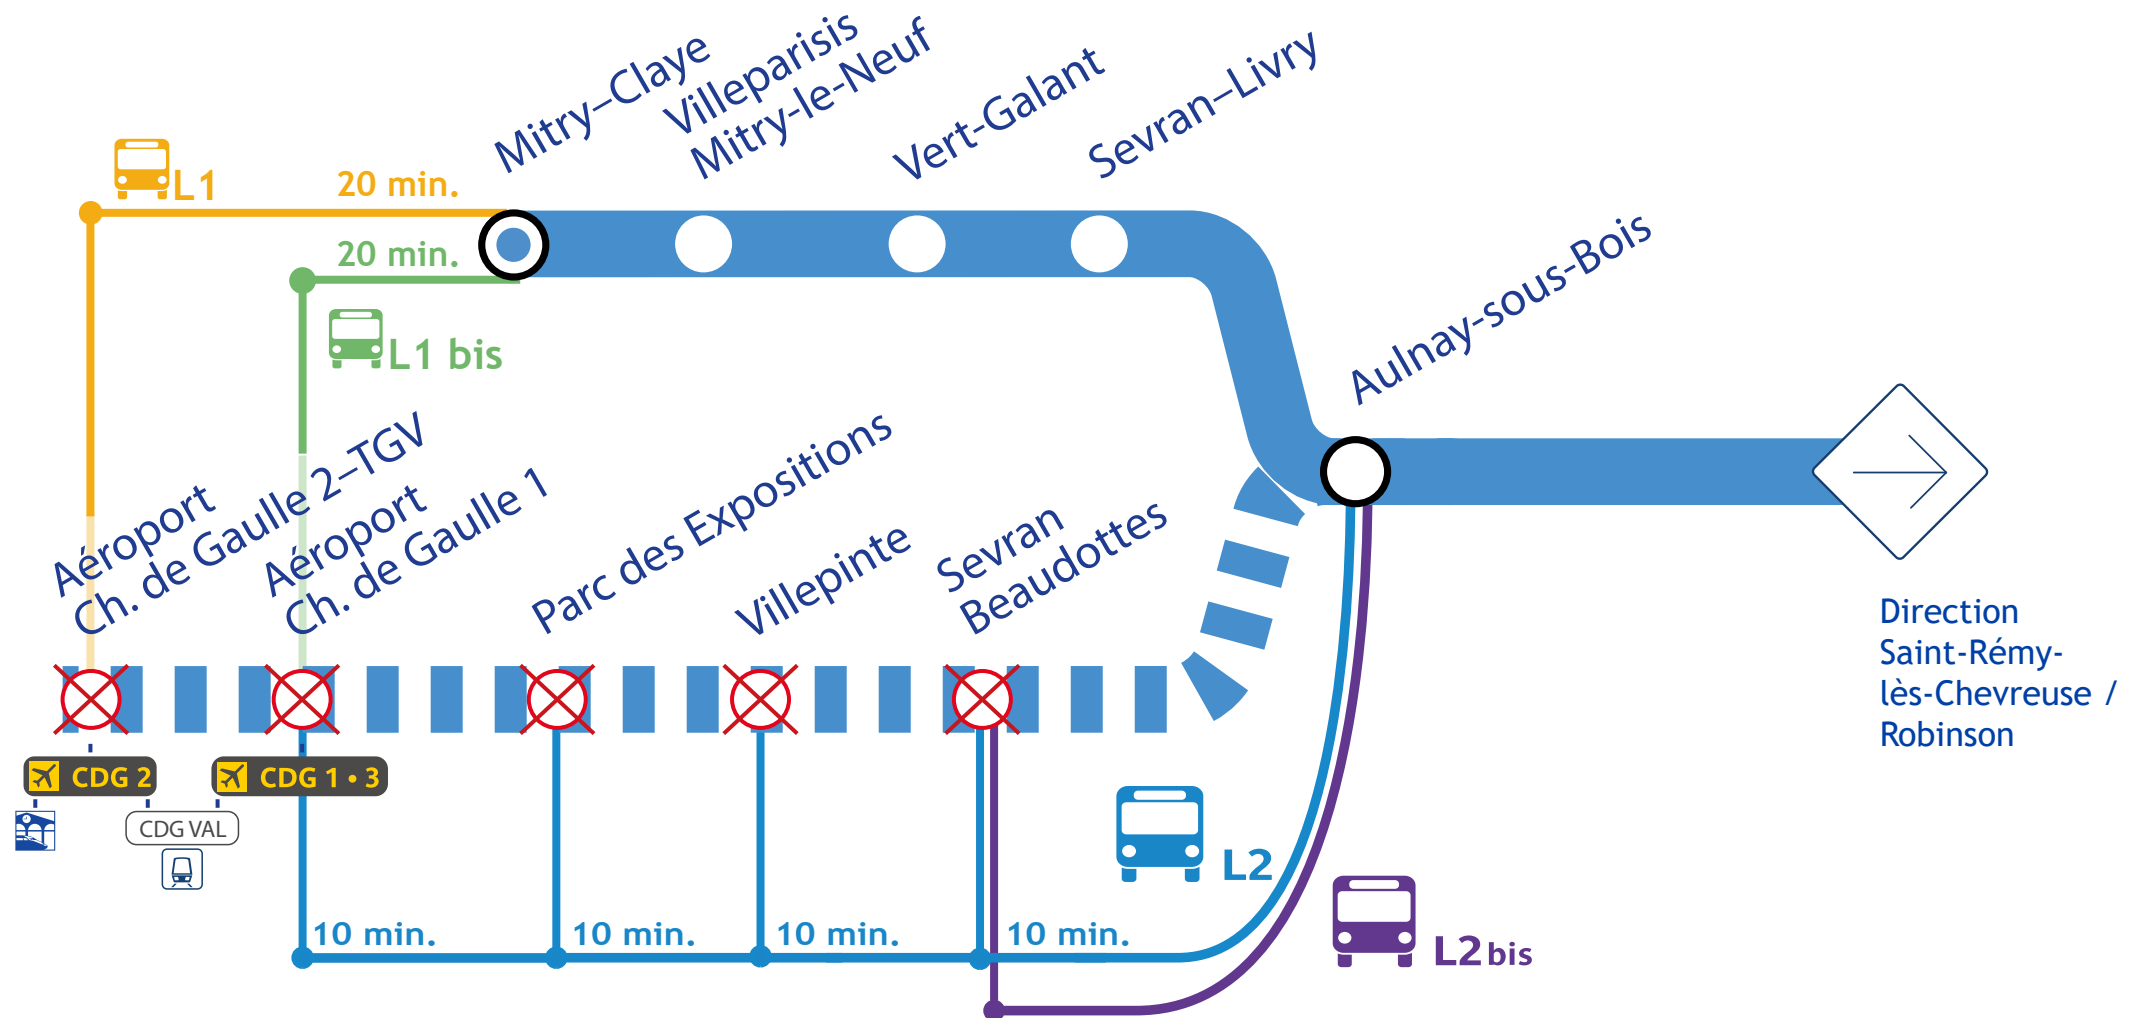 Mitry–Claye
Villeparisis
Mitry-le-Neuf
Vert-Galant
Sevran–Livry
L1
20 min.
20 min.
L1 bis
Aulnay-sous-Bois
Aéroport
Ch. de Gaulle 2–TGV
Aéroport
Ch. de Gaulle 1
Parc des Expositions
Villepinte
Sevran
Beaudottes
Direction
Saint-Rémy-
lès-Chevreuse /
Robinson
CDG 2
CDG 1 • 3
CDG VAL
L2
L2 bis
10 min.
10 min.
10 min.
10 min.